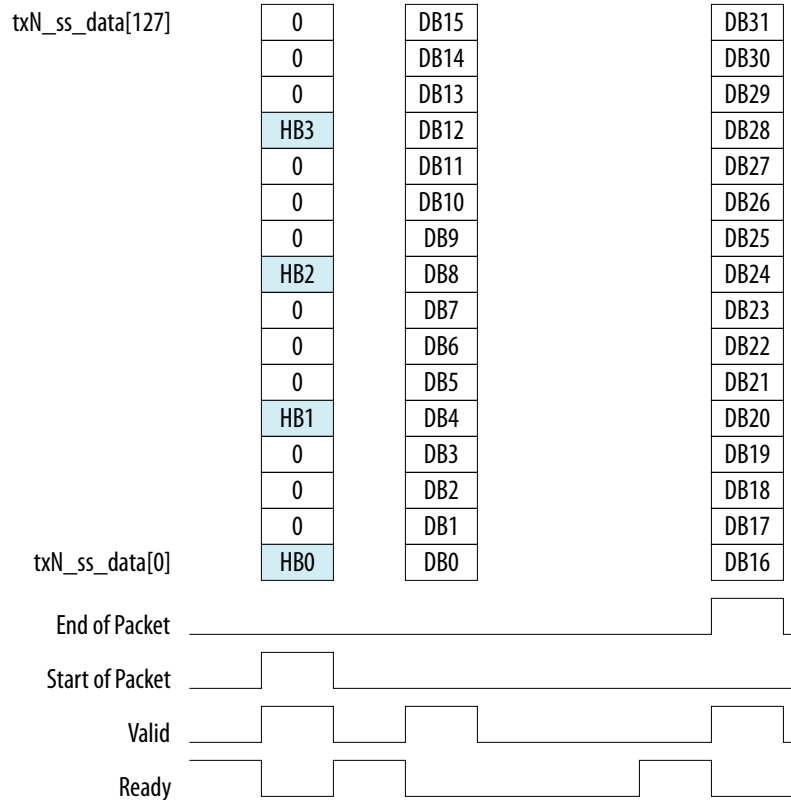 txN_ss_data[127] 0 DB15 DB31
0 DB14 DB30
0 DB13 DB29
HB3 DB12 DB28
0 DB11 DB27
0 DB10 DB26
0 DB9 DB25
HB2 DB8 DB24
0 DB7 DB23
0 DB6 DB22
0 DB5 DB21
HB1 DB4 DB20
0 DB3 DB19
0 DB2 DB18
0 DB1 DB17
txN_ss_data[0] HB0 DB0 DB16
End of Packet
Start of Packet
Valid
Ready